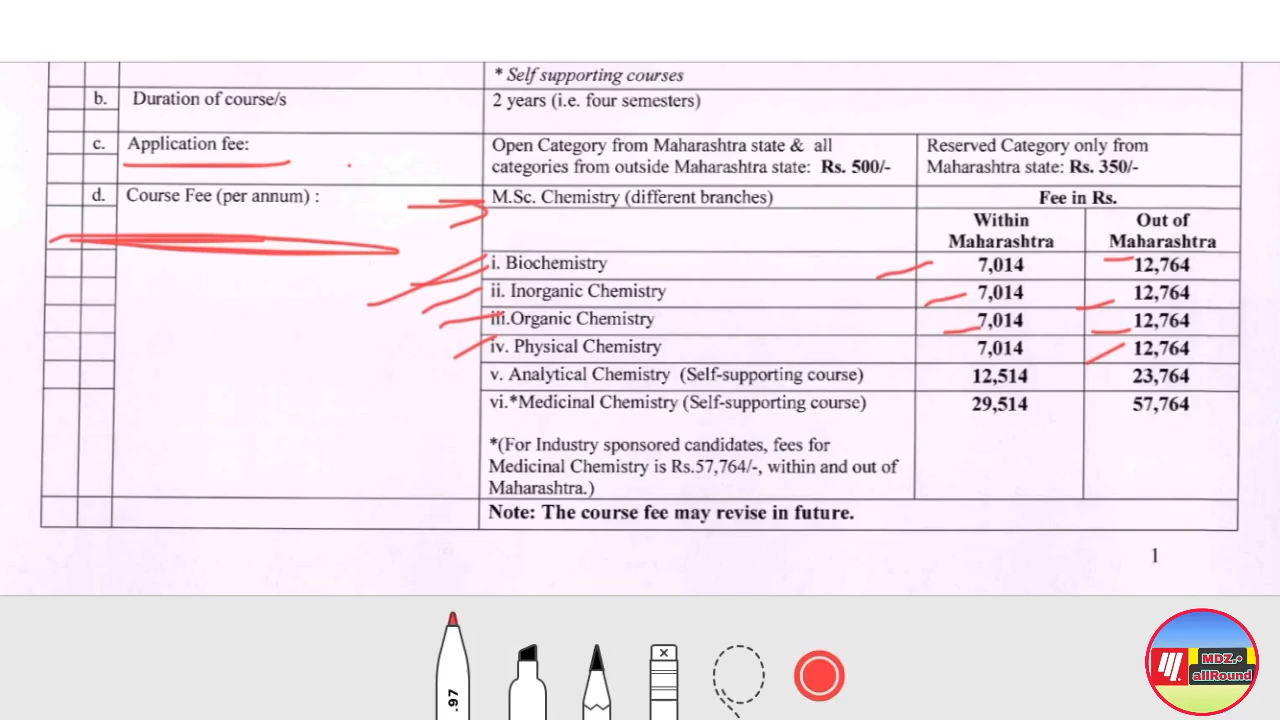 * Self supporting courses
b. Duration of course/s 2 years (i.e. four semesters)
c. Application fee: Open Category from Maharashtra state & all Reserved Category only from
categories from outside Maharashtra state: Rs. 500/- Maharashtra state: Rs. 350/-
d. Course Fee (per annum) : M.Sc. Chemistry (different branches) Fee in Rs.
Within Out of
Maharashtra Maharashtra
i. Biochemistry 7,014 12,764
ii. Inorganic Chemistry 7,014 12,764
iii.Organic Chemistry 7,014 12,764
iv. Physical Chemistry 7,014 12,764
v. Analytical Chemistry (Self-supporting course) 12,514 23,764
vi.*Medicinal Chemistry (Self-supporting course) 29,514 57,764
*(For Industry sponsored candidates, fees for
Medicinal Chemistry is Rs.57,764/-, within and out of
Maharashtra.)
Note: The course fee may revise in future.
1
.97
MDZ.
allRound